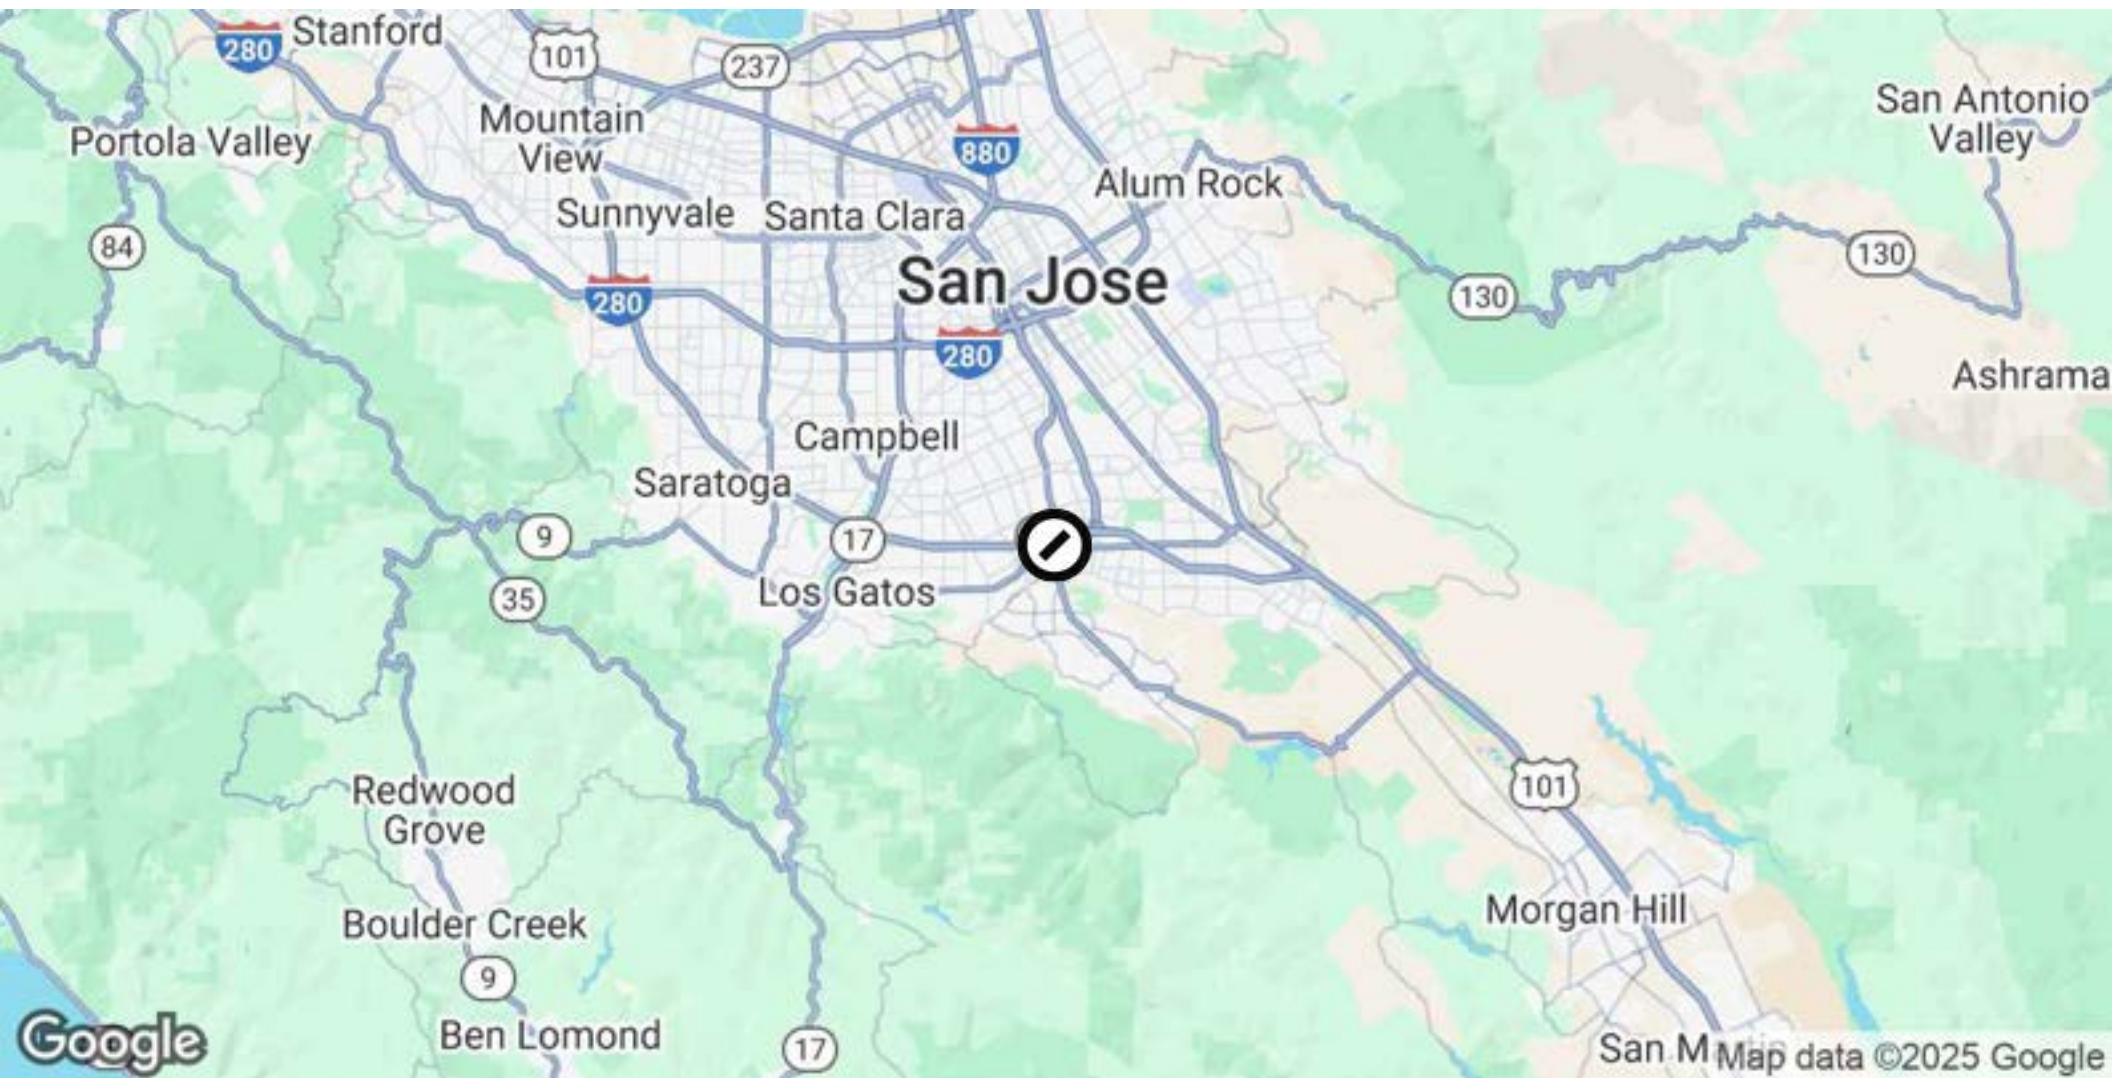 280
Stanford
101
237
San Antonio
Valley
Mountain
View
Portola Valley
880
Alum Rock
Sunnyvale
Santa Clara
84
130
San Jose
280
130
280
Ashrama
Campbell
Saratoga
9
17
35
Los Gatos
101
Redwood
Grove
Morgan Hill
Boulder Creek
9
Google
Ben Lomond
17
San
Map data ©2025 Google